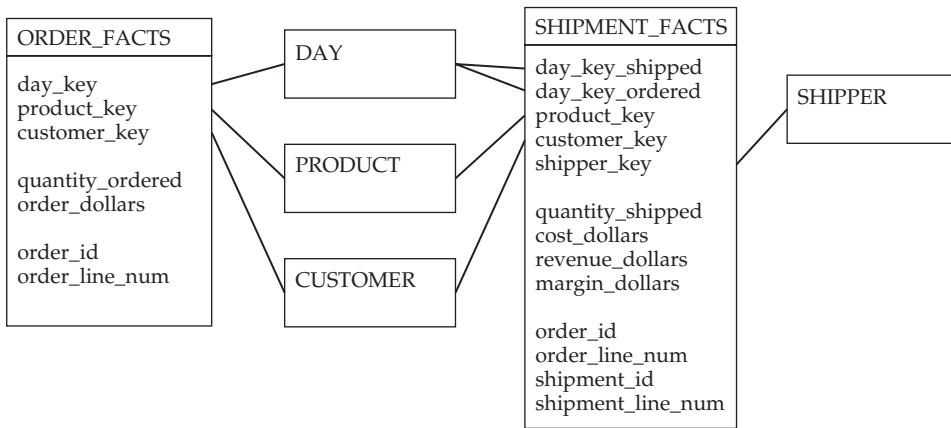 ORDER_FACTS
day_key
product_key
customer_key
quantity_ordered
order_dollars
order_id
order_line_num
DAY
PRODUCT
CUSTOMER
SHIPMENT_FACTS
day_key_shipped
day_key_ordered
product_key
customer_key
shipper_key
quantity_shipped
cost_dollars
revenue_dollars
margin_dollars
order_id
order_line_num
shipment_id
shipment_line_num
SHIPPER